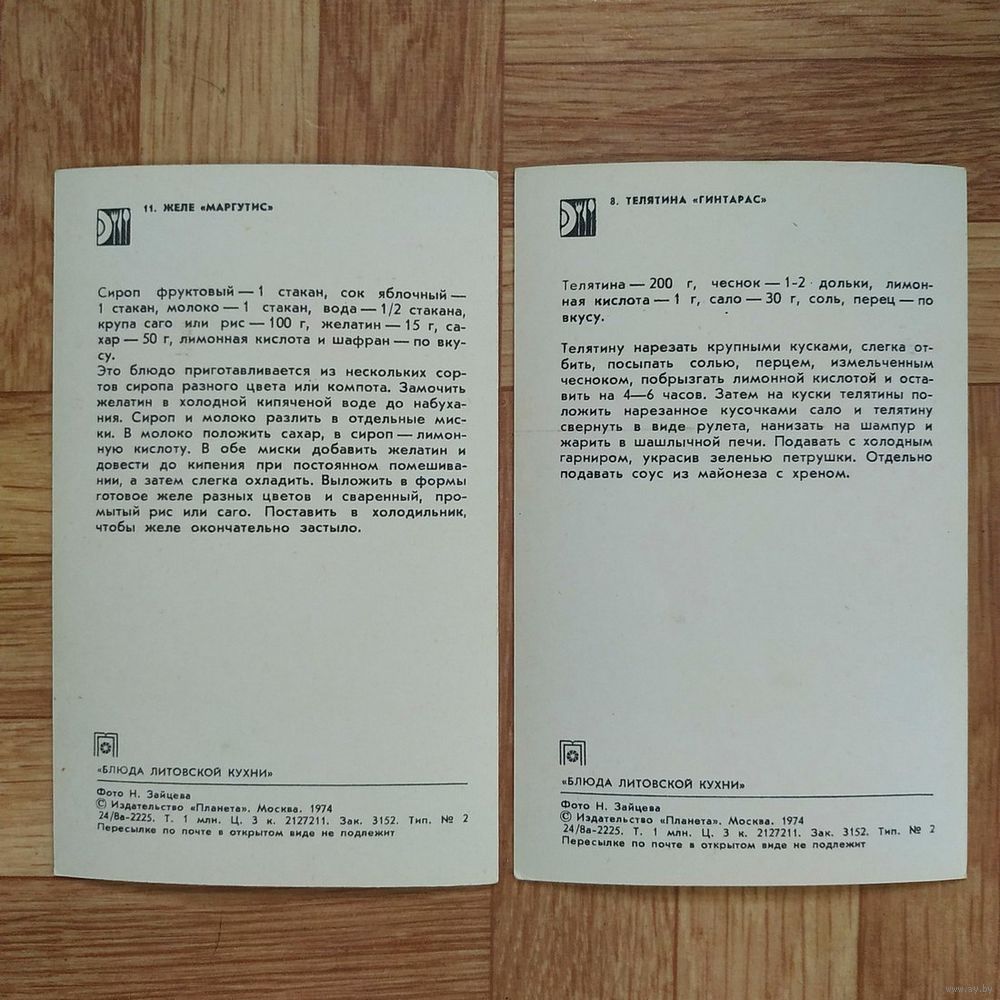 11. ЖЕЛЕ «МАРГУТИС»
Сироп фруктовый — 1 стакан, сок яблочный —
1 стакан, молоко — 1 стакан, вода — 1/2 стакана,
крупа саго или рис — 100 г, желатин — 15 г, са-
хар — 50 г, лимонная кислота и шафран — по вку-
су.
Это блюдо приготавливается из нескольких сор-
тов сиропа разного цвета или компота. Замочить
желатин в холодной кипяченой воде до набуха-
ния. Сироп и молоко разлить в отдельные мис-
ки. В молоко положить сахар, в сироп — лимон-
ную кислоту. В обе миски добавить желатин и
довести до кипения при постоянном помешива-
нии, а затем слегка охладить. Выложить в формы
готовое желе разных цветов и сваренный, про-
мытый рис или саго. Поставить в холодильник,
чтобы желе окончательно застыло.
«БЛЮДА ЛИТОВСКОЙ КУХНИ»
Фото Н. Зайцева
© Издательство «Планета». Москва. 1974
24/8а-2225. Т. 1 млн. Ц. 3 к. 2127211. Зак. 3152. Тип. № 2
Пересылке по почте в открытом виде не подлежит
8. ТЕЛЯТИНА «ГИНТАРАС»
Телятина — 200 г, чеснок — 1-2 дольки, лимон-
ная кислота — 1 г, сало — 30 г, соль, перец — по
вкусу.
Телятину нарезать крупными кусками, слегка от-
бить, посыпать солью, перцем, измельченным
чесноком, побрызгать лимонной кислотой и оста-
вить на 4—6 часов. Затем на куски телятины по-
ложить нарезанное кусочками сало и телятину
свернуть в виде рулета, нанизать на шампур и
жарить в шашлычной печи. Подавать с холодным
гарниром, украсив зеленью петрушки. Отдельно
подавать соус из майонеза с хреном.
«БЛЮДА ЛИТОВСКОЙ КУХНИ»
Фото Н. Зайцева
© Издательство «Планета». Москва. 1974
24/8а-2225. Т. 1 млн. Ц. 3 к. 2127211. Зак. 3152. Тип. № 2
Пересылке по почте в открытом виде не подлежит
www.ay.by